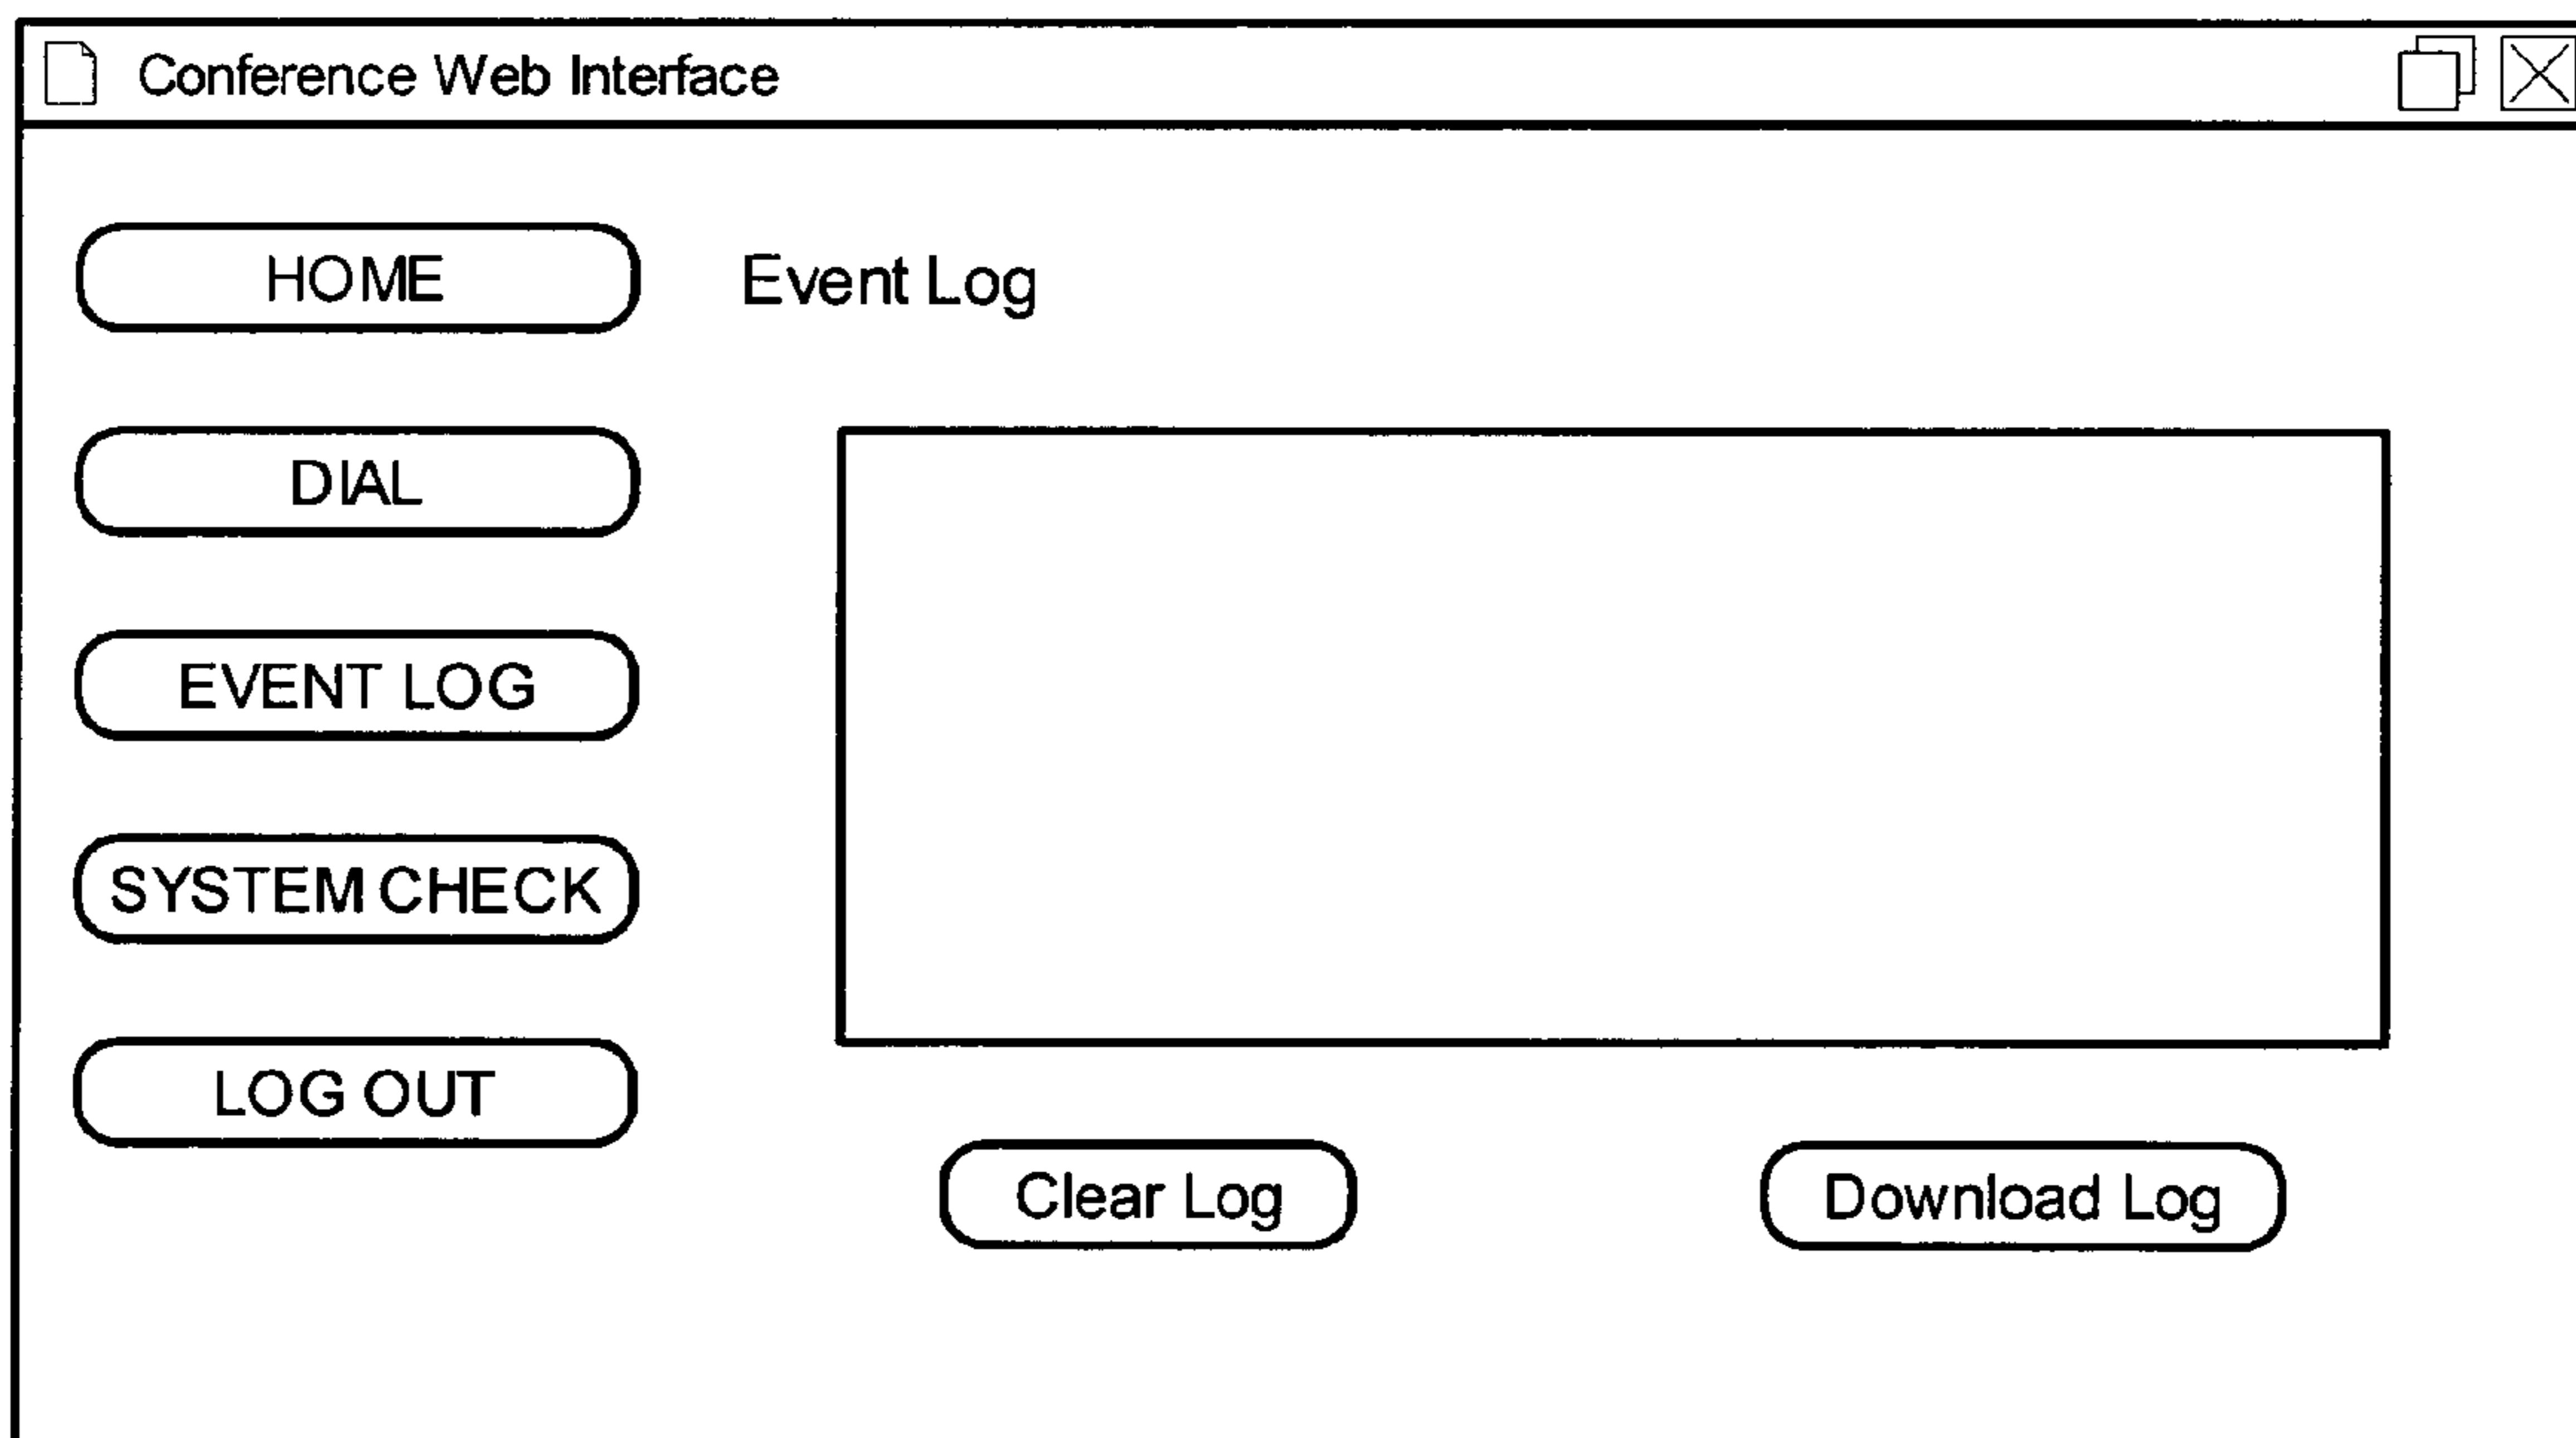 Conference Web Interface
HOME
Event Log
DIAL
EVENT LOG
SYSTEM CHECK
LOG OUT
Clear Log
Download Log